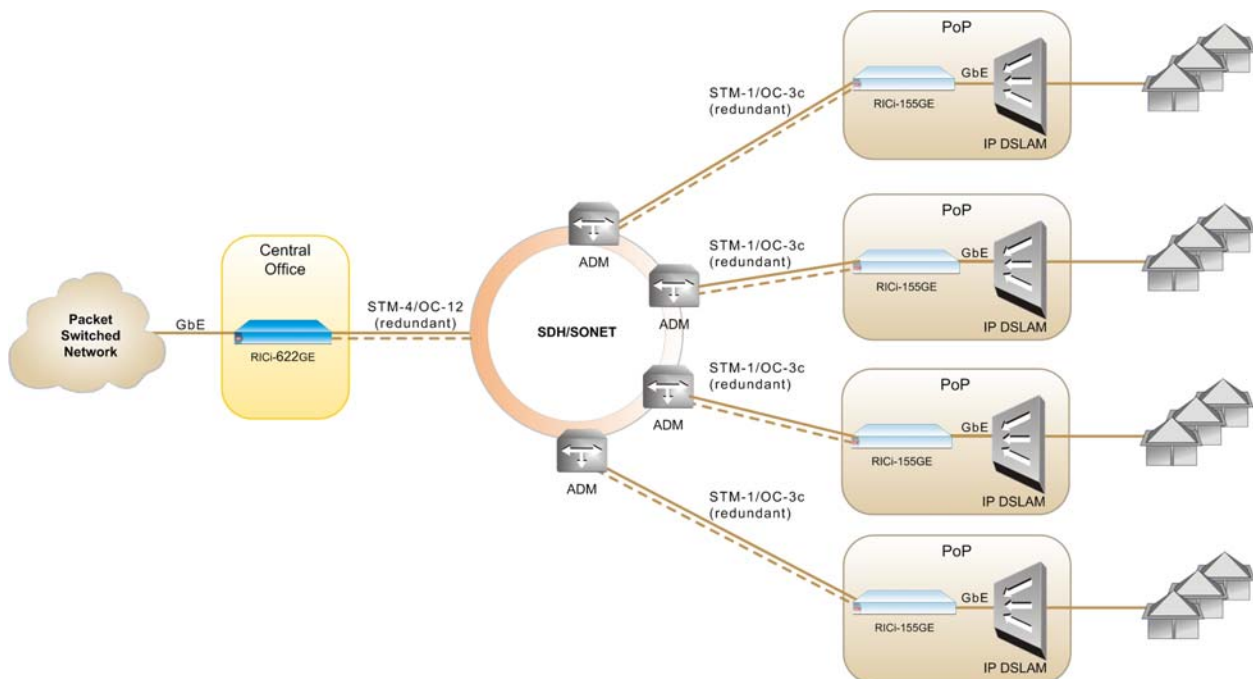 Packet
Switched
Network
GbE
Central
Office
RICi-622GE
STM-4/OC-12
(redundant)
SDH/SONET
ADM
ADM
ADM
ADM
STM-1/OC-3c
(redundant)
PoP
RICi-155GE
GbE
IP DSLAM
STM-1/OC-3c
(redundant)
PoP
RICi-155GE
GbE
IP DSLAM
STM-1/OC-3c
(redundant)
PoP
RICi-155GE
GbE
IP DSLAM
STM-1/OC-3c
(redundant)
PoP
RICi-155GE
GbE
IP DSLAM